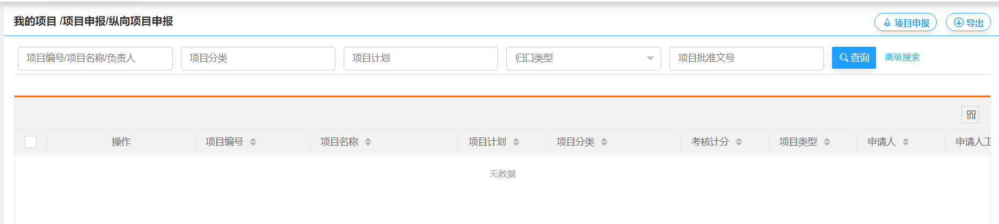 我的项目 /项目申报/纵向项目申报
项目申报 导出
项目编号/项目名称/负责人 项目分类 项目计划 归口类型 项目批准文号 查询 高级搜索
操作 项目编号 项目名称 项目计划 项目分类 考核计分 项目类型 申请人 申请人工
无数据